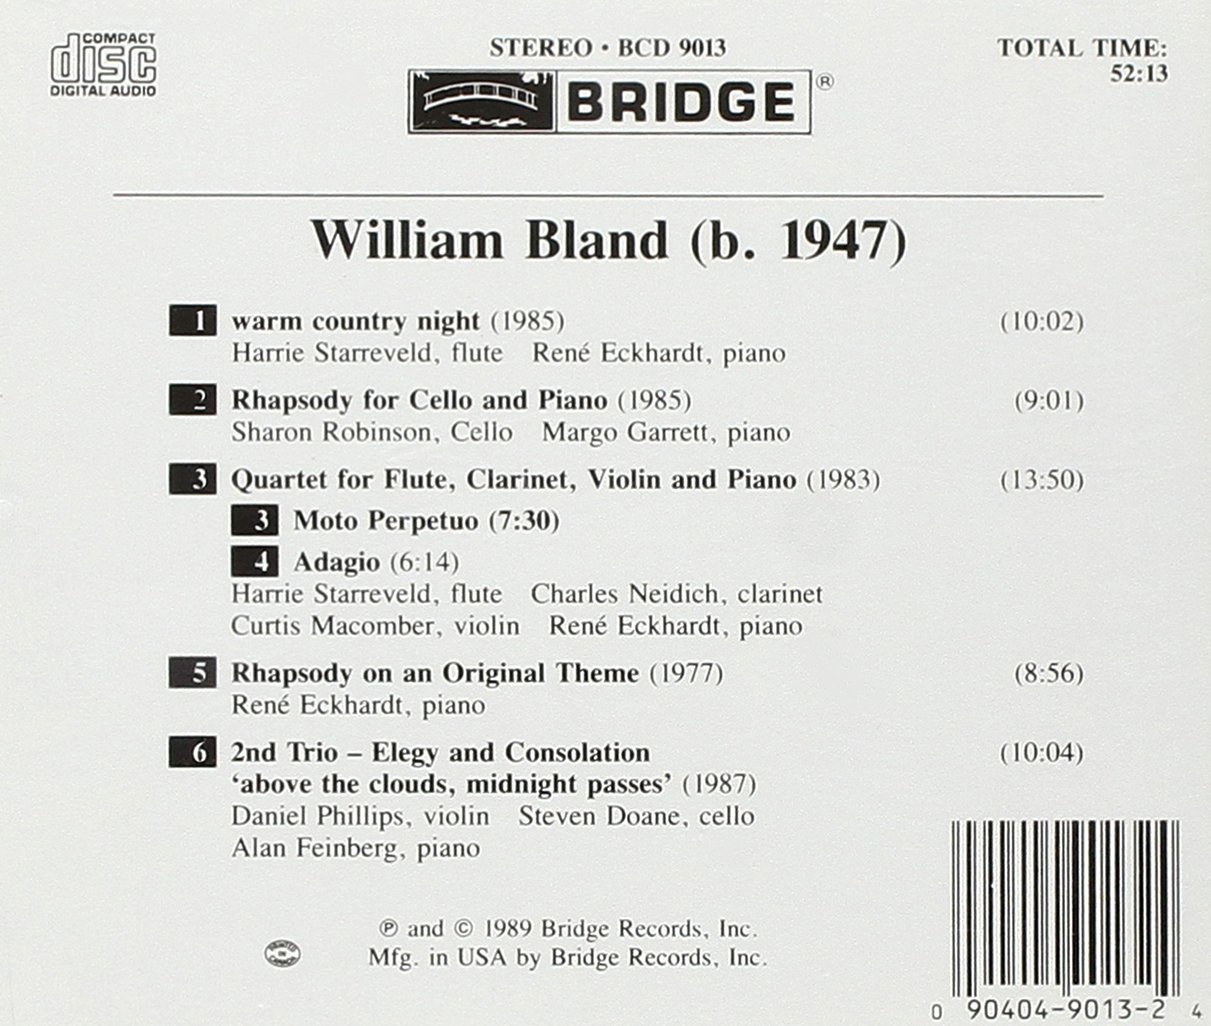 COMPACT
disc
DIGITAL AUDIO
STEREO • BCD 9013
BRIDGE®
TOTAL TIME:
52:13
William Bland (b. 1947)
1 warm country night (1985) (10:02)
Harrie Starreveld, flute René Eckhardt, piano
2 Rhapsody for Cello and Piano (1985) (9:01)
Sharon Robinson, Cello Margo Garrett, piano
3 Quartet for Flute, Clarinet, Violin and Piano (1983) (13:50)
3 Moto Perpetuo (7:30)
4 Adagio (6:14)
Harrie Starreveld, flute Charles Neidich, clarinet
Curtis Macomber, violin René Eckhardt, piano
5 Rhapsody on an Original Theme (1977) (8:56)
René Eckhardt, piano
6 2nd Trio – Elegy and Consolation (10:04)
‘above the clouds, midnight passes’ (1987)
Daniel Phillips, violin Steven Doane, cello
Alan Feinberg, piano
℗ and © 1989 Bridge Records, Inc.
Mfg. in USA by Bridge Records, Inc.
PRINTED
IN
CANADA
0 90404-9013-2 4